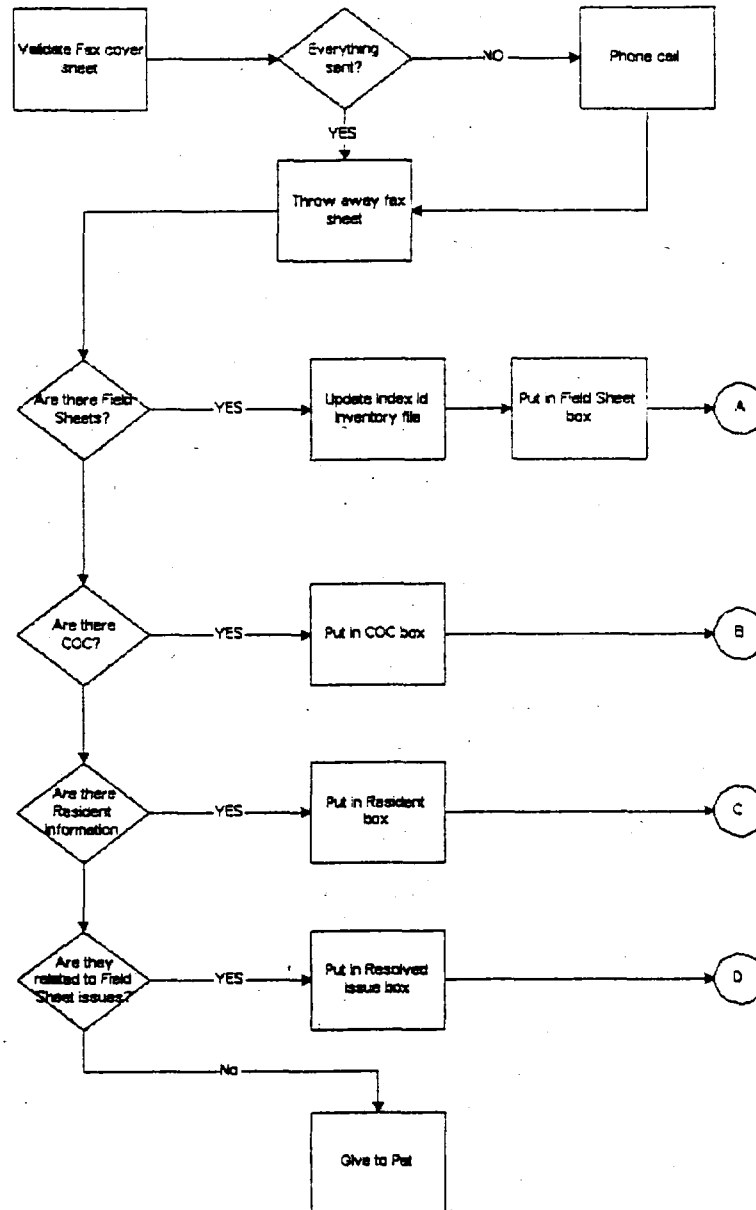 Validate Fax cover
sheet
Everything
sent?
NO
Phone call
YES
Throw away fax
sheet
Are there Field
Sheets?
YES
Update index id
inventory file
Put in Field Sheet
box
A
Are there
COC?
YES
Put in COC box
B
Are there
Resident
information
YES
Put in Resident
box
C
Are they
related to Field
Sheet issues?
YES
Put in Resolved
issue box
D
No
Give to Pat